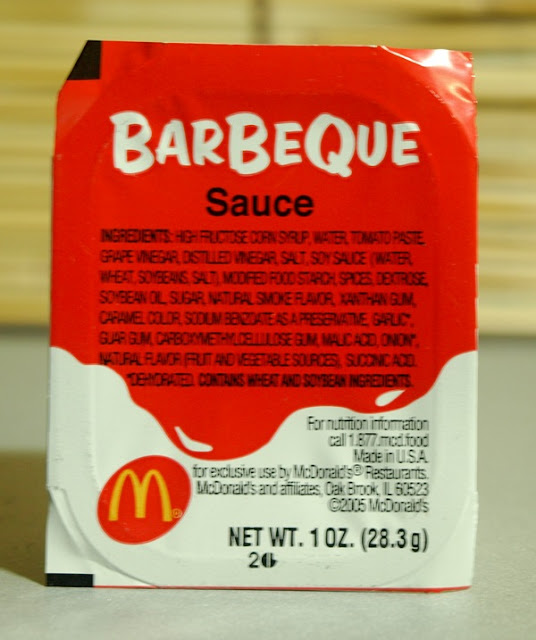 BARBEQUE
Sauce
INGREDIENTS: HIGH FRUCTOSE CORN SYRUP, WATER, TOMATO PASTE,
GRAPE VINEGAR, DISTILLED VINEGAR, SALT, SOY SAUCE (WATER,
WHEAT, SOYBEANS, SALT), MODIFIED FOOD STARCH, SPICES, DEXTROSE,
SOYBEAN OIL, SUGAR, NATURAL SMOKE FLAVOR, XANTHAN GUM,
CARAMEL COLOR, SODIUM BENZOATE AS A PRESERVATIVE, GARLIC*,
GUAR GUM, CARBOXYMETHYLCELLULOSE GUM, MALIC ACID, ONION*,
NATURAL FLAVOR (FRUIT AND VEGETABLE SOURCES), SUCCINIC ACID.
*DEHYDRATED. CONTAINS WHEAT AND SOYBEAN INGREDIENTS.
For nutrition information
call 1.877.mcd.food
Made in U.S.A.
for exclusive use by McDonald's® Restaurants.
McDonald's and affiliates, Oak Brook, IL 60523
©2005 McDonald's
M®
NET WT. 1 OZ. (28.3 g)